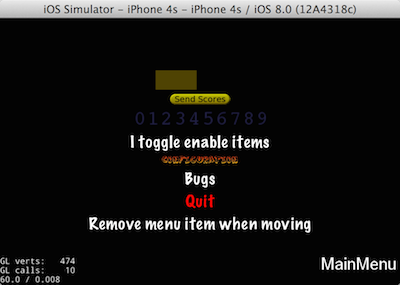 iOS Simulator - iPhone 4s - iPhone 4s / iOS 8.0 (12A4318c)
Send Scores
0123456789
I toggle enable items
CONFIGURATION
Bugs
Quit
Remove menu item when moving
GL verts: 474
GL calls: 10
60.0 / 0.008
MainMenu